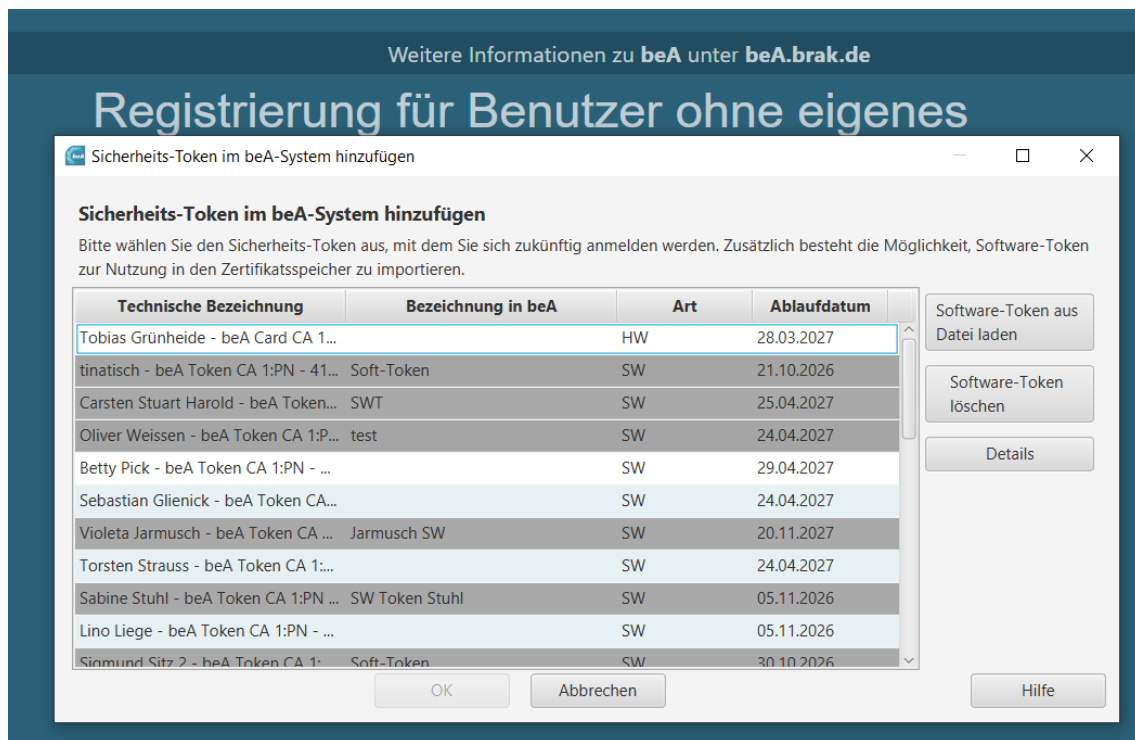 Weitere Informationen zu beA unter beA.brak.de
Registrierung für Benutzer ohne eigenes
beA Sicherheits-Token im beA-System hinzufügen
Sicherheits-Token im beA-System hinzufügen
Bitte wählen Sie den Sicherheits-Token aus, mit dem Sie sich zukünftig anmelden werden. Zusätzlich besteht die Möglichkeit, Software-Token
zur Nutzung in den Zertifikatsspeicher zu importieren.
Technische Bezeichnung Bezeichnung in beA Art Ablaufdatum
Tobias Grünheide - beA Card CA 1... HW 28.03.2027
tinatisch - beA Token CA 1:PN - 41... Soft-Token SW 21.10.2026
Carsten Stuart Harold - beA Token... SWT SW 25.04.2027
Oliver Weissen - beA Token CA 1:P... test SW 24.04.2027
Betty Pick - beA Token CA 1:PN - ... SW 29.04.2027
Sebastian Glienick - beA Token CA... SW 24.04.2027
Violeta Jarmusch - beA Token CA ... Jarmusch SW SW 20.11.2027
Torsten Strauss - beA Token CA 1:... SW 24.04.2027
Sabine Stuhl - beA Token CA 1:PN ... SW Token Stuhl SW 05.11.2026
Lino Liege - beA Token CA 1:PN - ... SW 05.11.2026
Sigmund Sitz 2 - beA Token CA 1: Soft-Token SW 30.10.2026
Software-Token aus
Datei laden
Software-Token
löschen
Details
OK Abbrechen Hilfe